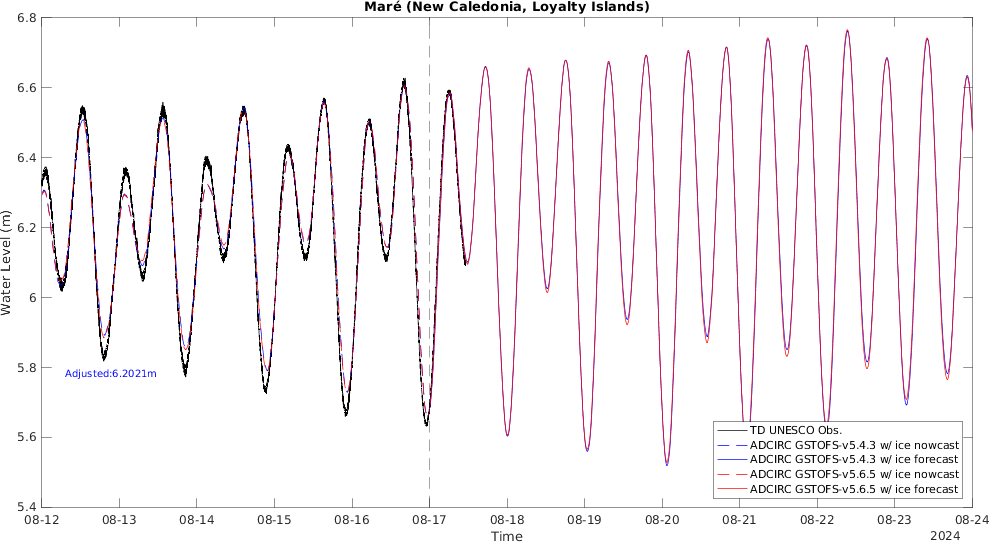 Maré (New Caledonia, Loyalty Islands)
6.8
6.6
6.4
6.2
6
5.8
5.6
5.4
Water Level (m)
Adjusted:6.2021m
TD UNESCO Obs.
ADCIRC GSTOFS-v5.4.3 w/ ice nowcast
ADCIRC GSTOFS-v5.4.3 w/ ice forecast
ADCIRC GSTOFS-v5.6.5 w/ ice nowcast
ADCIRC GSTOFS-v5.6.5 w/ ice forecast
08-12 08-13 08-14 08-15 08-16 08-17 08-18 08-19 08-20 08-21 08-22 08-23 08-24
Time
2024